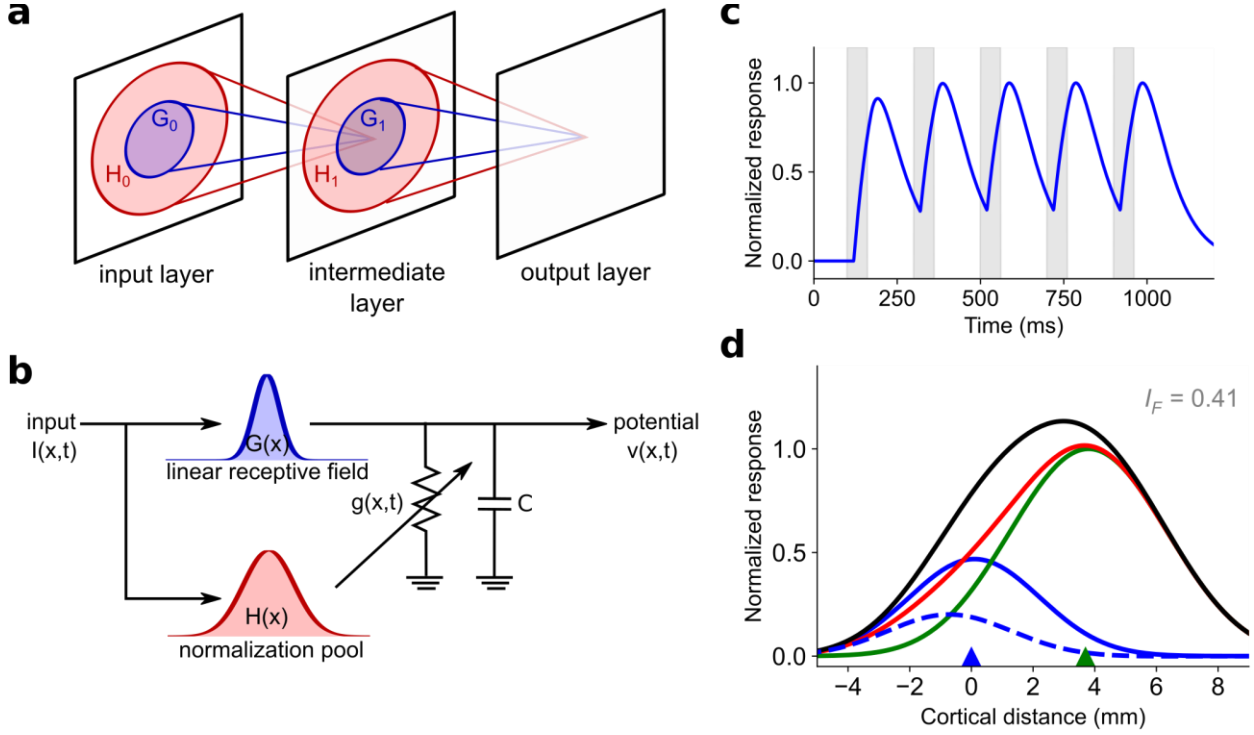 a
G₀
H₀
G₁
H₁
input layer
intermediate
layer
output layer
b
input
I(x,t)
G(x)
linear receptive field
H(x)
normalization pool
g(x,t)
C
potential
v(x,t)
c
Normalized response
1.0
0.5
0.0
0
250
500
750
1000
Time (ms)
d
Normalized response
I_F = 0.41
1.0
0.5
0.0
−4
−2
0
2
4
6
8
Cortical distance (mm)